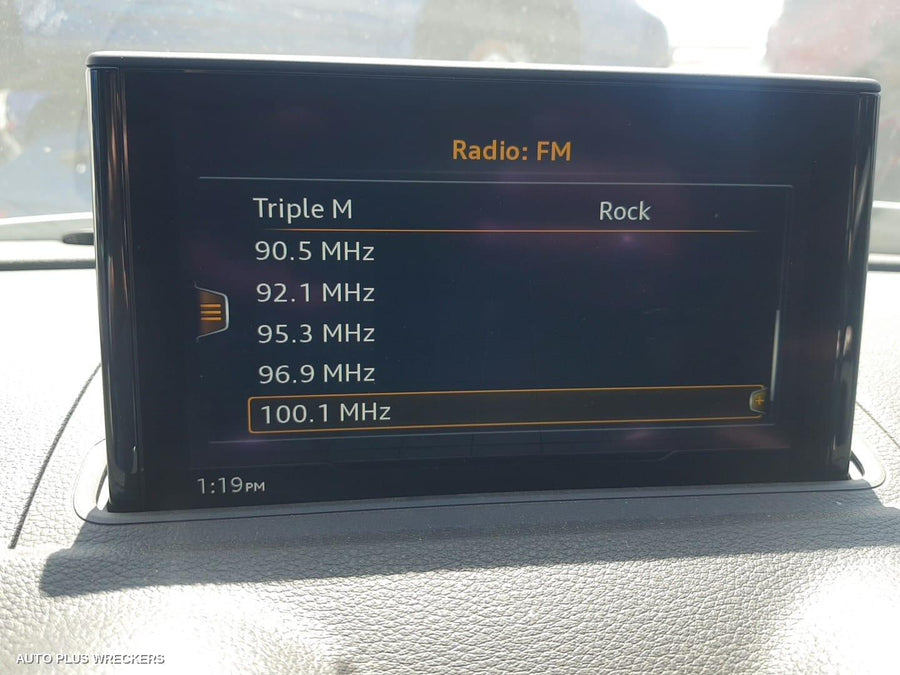 Radio: FM
Triple M Rock
90.5 MHz
92.1 MHz
95.3 MHz
96.9 MHz
100.1 MHz
1:19PM
AUTO PLUS WRECKERS